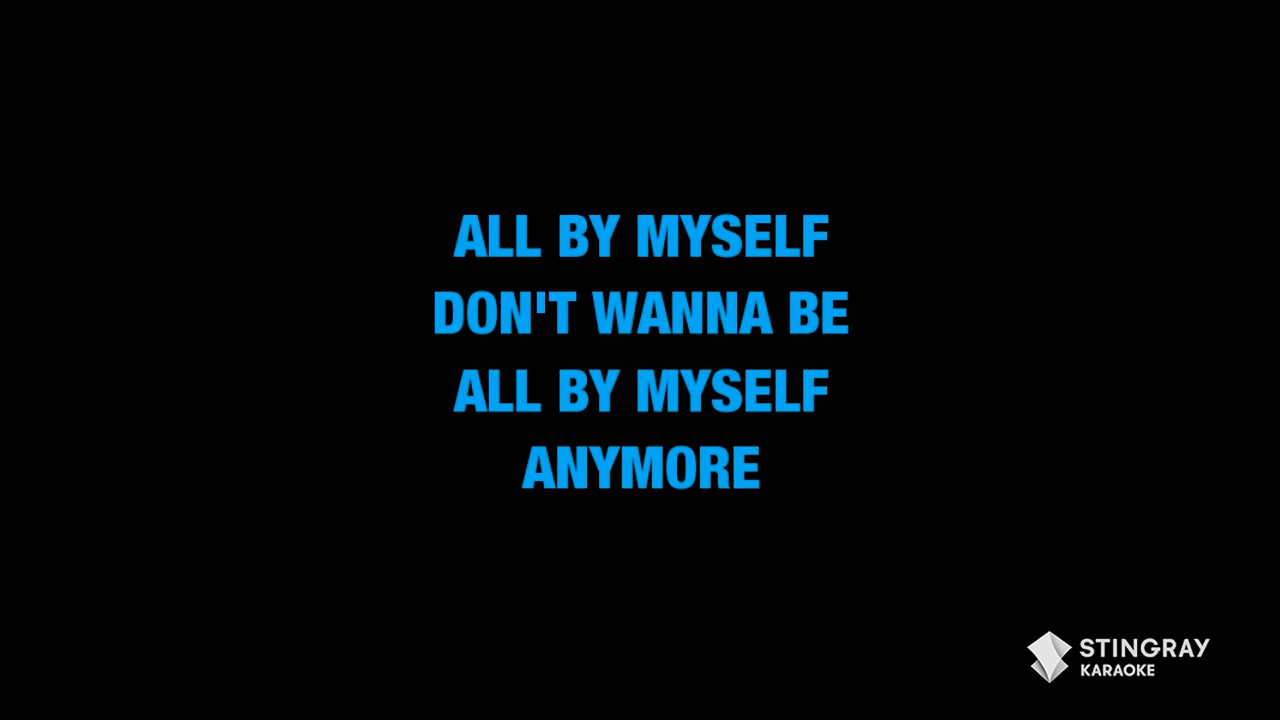 ALL BY MYSELF
DON'T WANNA BE
ALL BY MYSELF
ANYMORE
STINGRAY
KARAOKE